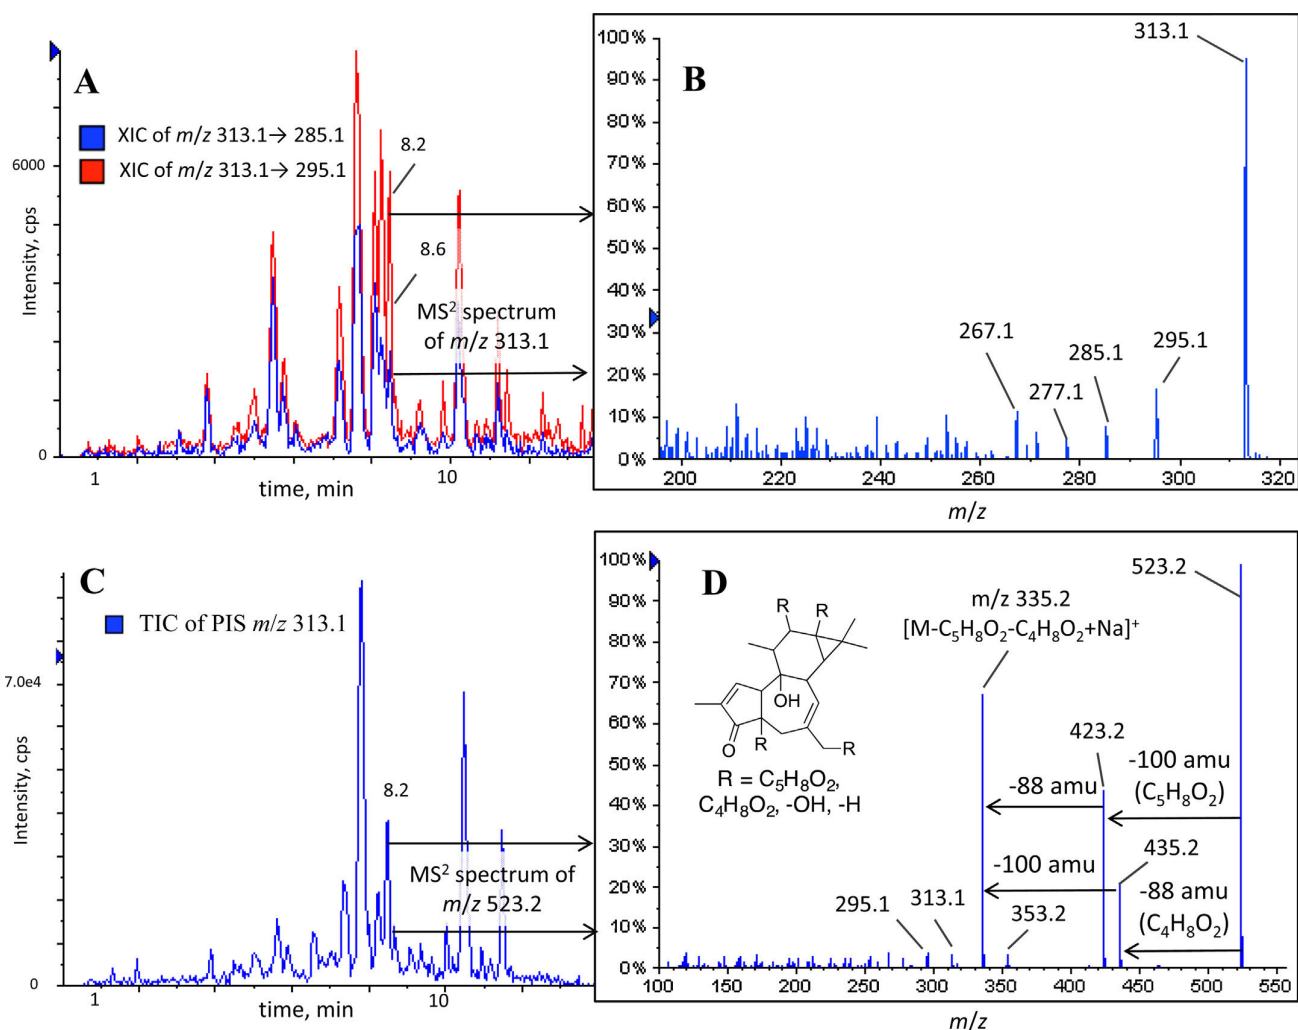 A
XIC of m/z 313.1→ 285.1
XIC of m/z 313.1→ 295.1
8.2
8.6
MS² spectrum
of m/z 313.1
6000
0
Intensity, cps
1
10
time, min
B
100%
90%
80%
70%
60%
50%
40%
30%
20%
10%
0%
313.1
267.1
277.1
285.1
295.1
200
220
240
260
280
300
320
m/z
C
TIC of PIS m/z 313.1
8.2
MS² spectrum of
m/z 523.2
7.0e4
0
Intensity, cps
1
10
time, min
D
100%
90%
80%
70%
60%
50%
40%
30%
20%
10%
0%
523.2
m/z 335.2
[M-C₅H₈O₂-C₄H₈O₂+Na]⁺
R
R
OH
O
R
R
R = C₅H₈O₂,
C₄H₈O₂, -OH, -H
423.2
-100 amu
(C₅H₈O₂)
-88 amu
-100 amu
435.2
-88 amu
(C₄H₈O₂)
295.1
313.1
353.2
100
150
200
250
300
350
400
450
500
550
m/z